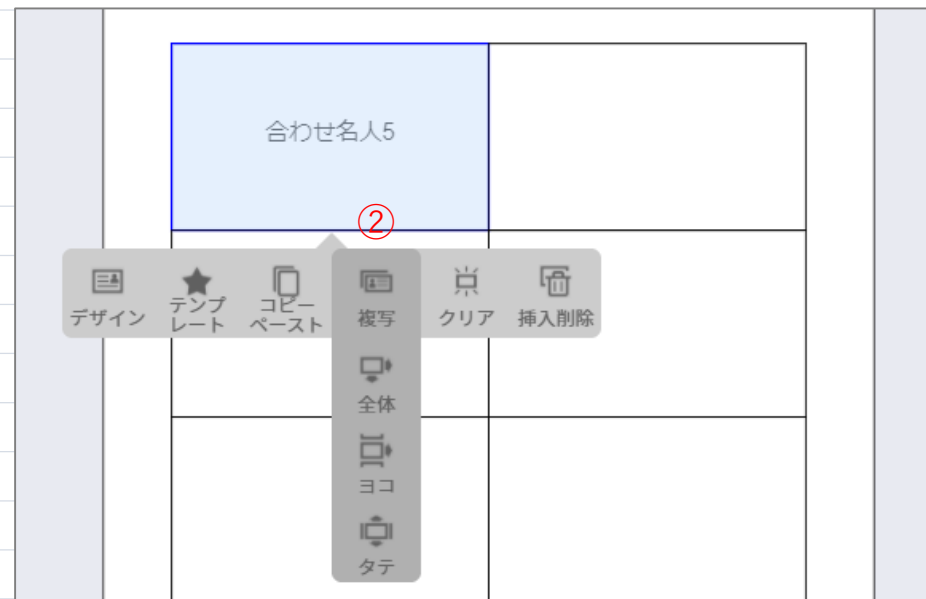 合わせ名人5
②
デザイン
テンプ
レート
コピー
ペースト
複写
クリア
挿入削除
全体
ヨコ
タテ